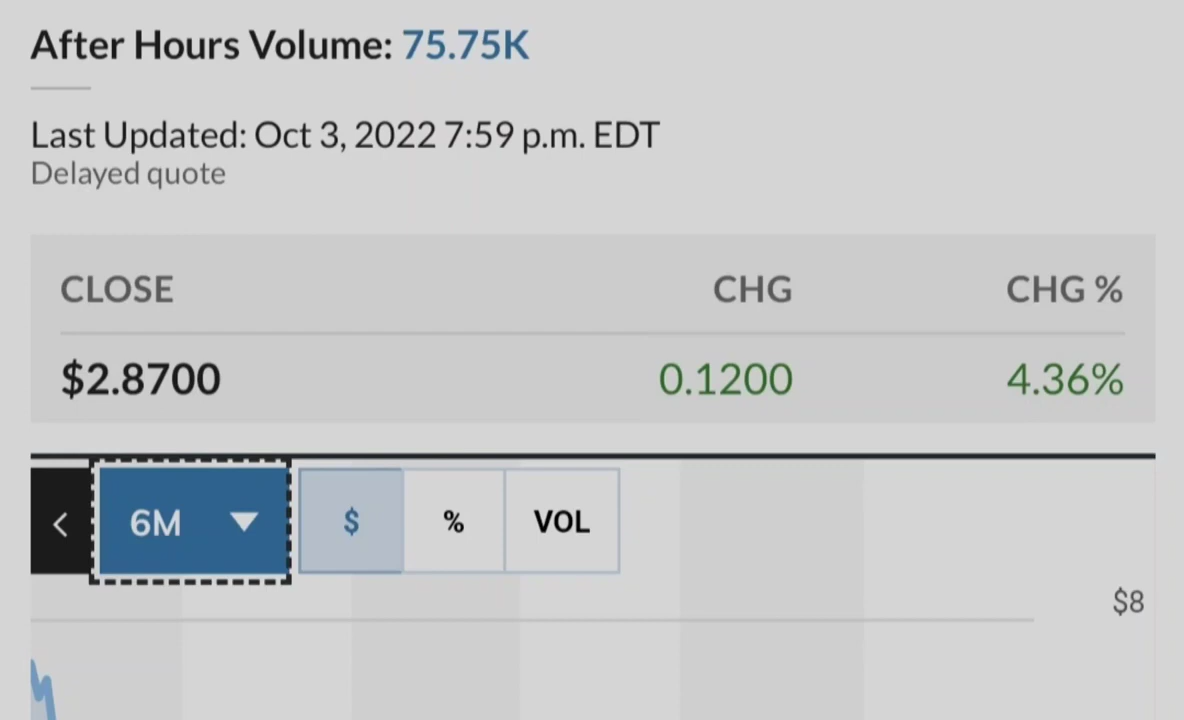 After Hours Volume: 75.75K
Last Updated: Oct 3, 2022 7:59 p.m. EDT
Delayed quote
CLOSE CHG CHG %
$2.8700 0.1200 4.36%
6M $ % VOL
$8